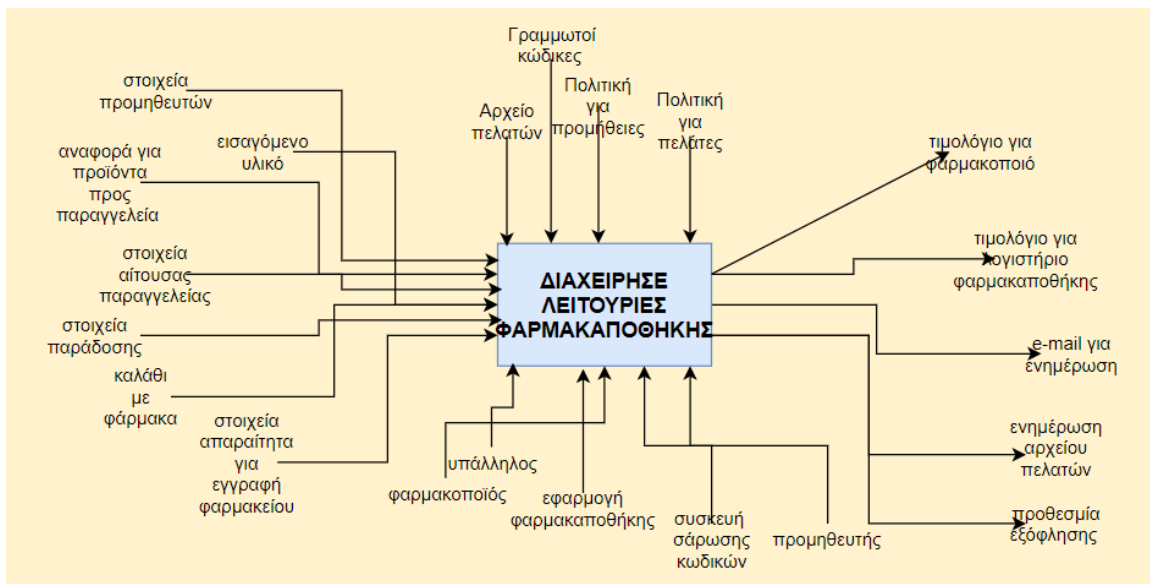 Γραμμωτοί
κώδικες
στοιχεία
προμηθευτών
Αρχείο
πελατών
Πολιτική
για
προμήθειες
Πολιτική
για
πελάτες
εισαγόμενο
υλικό
αναφορά για
προϊόντα
προς
παραγγελεία
στοιχεία
αίτουσας
παραγγελείας
στοιχεία
παράδοσης
καλάθι
με
φάρμακα
στοιχεία
απαραίτητα
για
εγγραφή
φαρμακείου
ΔΙΑΧΕΙΡΗΣΕ
ΛΕΙΤΟΥΡΙΕΣ
ΦΑΡΜΑΚΑΠΟΘΗΚΗΣ
τιμολόγιο για
φαρμακοποιό
τιμολόγιο για
λογιστήριο
φαρμακαποθήκης
e-mail για
ενημέρωση
ενημέρωση
αρχείου
πελατών
προθεσμία
εξόφλησης
υπάλληλος
φαρμακοποϊός
εφαρμογή
φαρμακαποθήκης
συσκευή
σάρωσης
κωδικών
προμηθευτής